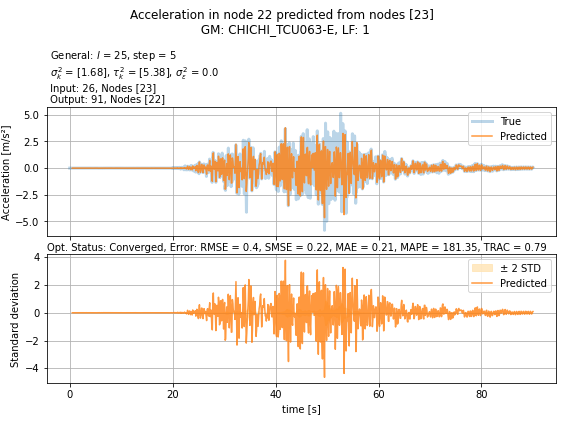 Acceleration in node 22 predicted from nodes [23]
GM: CHICHI_TCU063-E, LF: 1
General: l = 25, step = 5
σ²ₖ = [1.68], τ²ₖ = [5.38], σ²ε = 0.0
Input: 26, Nodes [23]
Output: 91, Nodes [22]
Acceleration [m/s²]
5.0
2.5
0.0
−2.5
−5.0
True
Predicted
Opt. Status: Converged, Error: RMSE = 0.4, SMSE = 0.22, MAE = 0.21, MAPE = 181.35, TRAC = 0.79
Standard deviation
4
2
0
−2
−4
± 2 STD
Predicted
0
20
40
60
80
time [s]